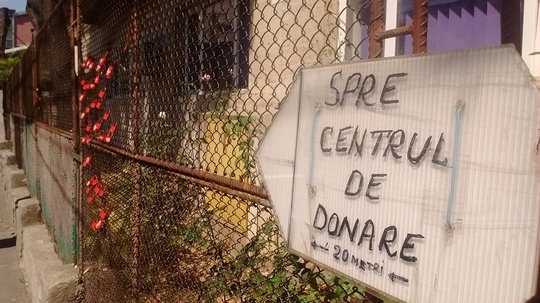 SPRE
CENTRUL
DE
DONARE
←20 METRI←